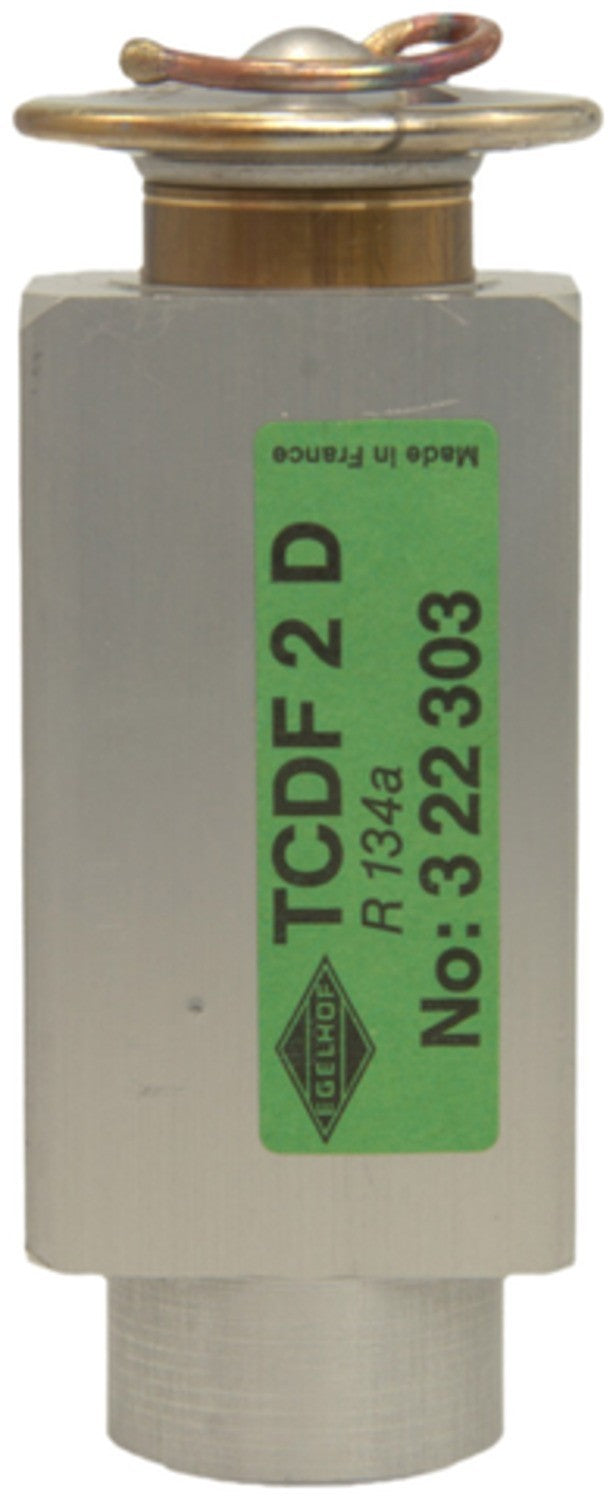 Made in France
TCDF 2 D
R 134a
No: 3 22 303
EGELHOF